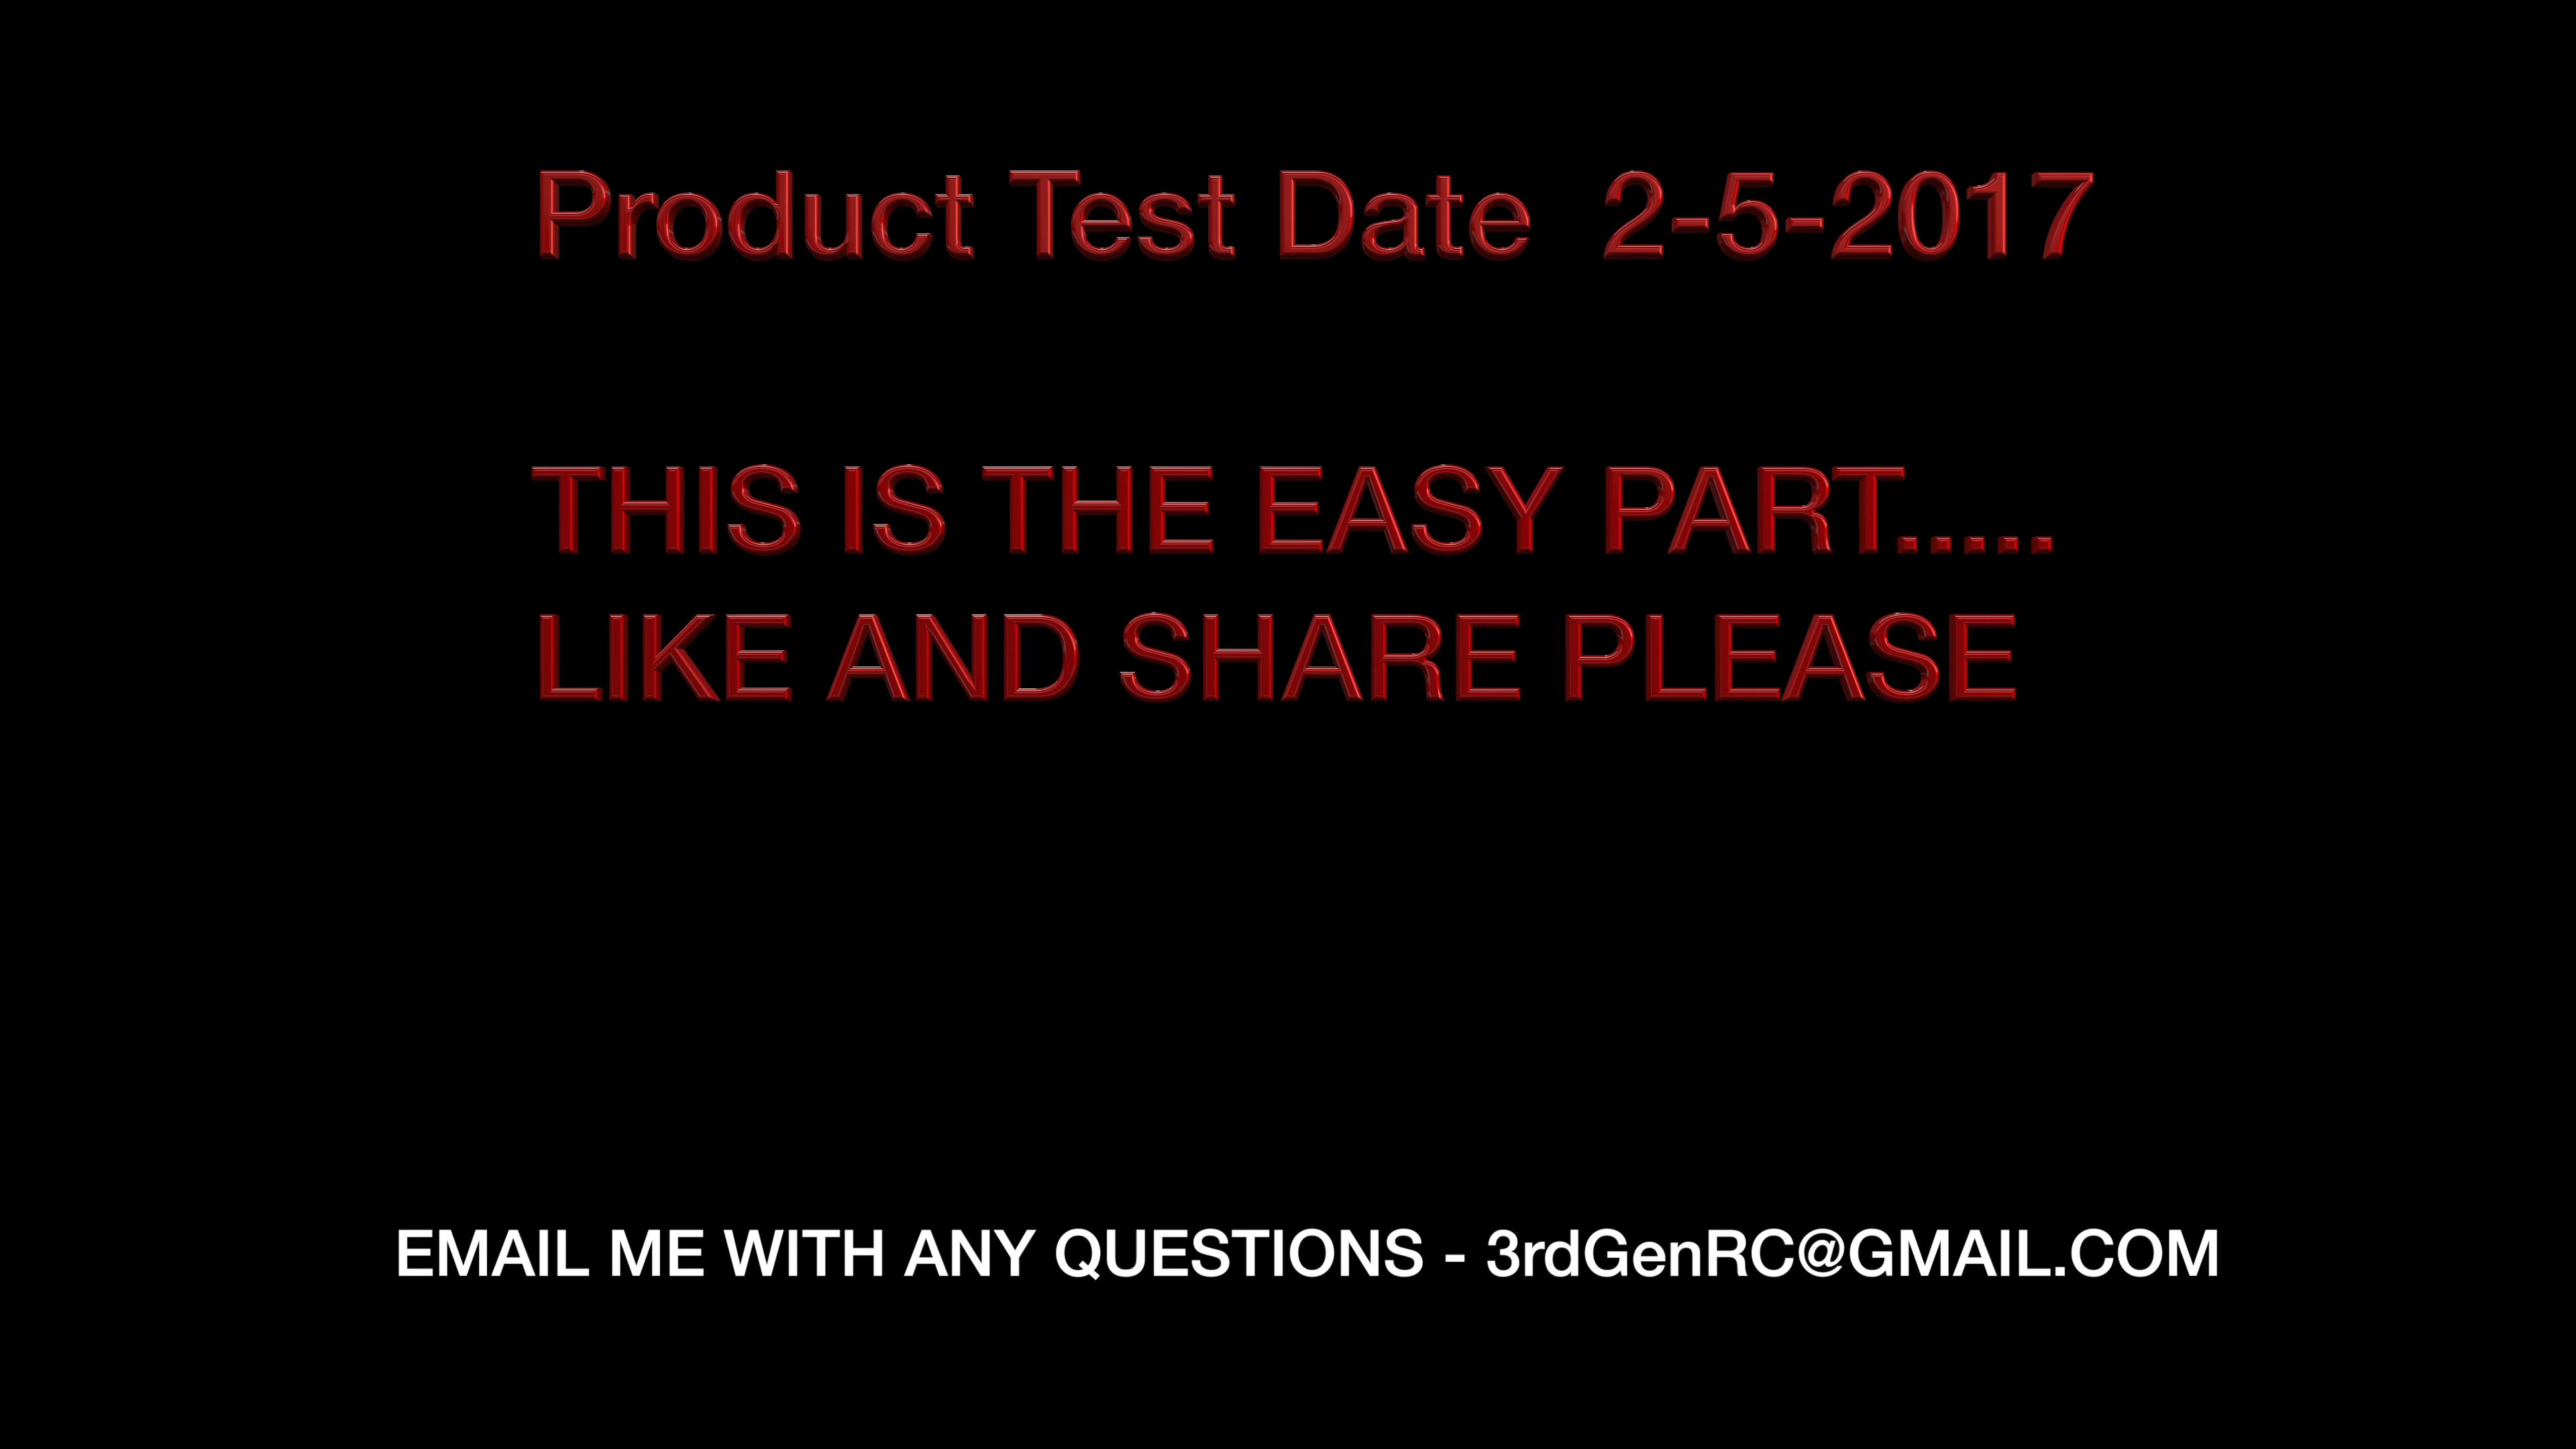 Product Test Date  2-5-2017
THIS IS THE EASY PART.....
LIKE AND SHARE PLEASE
EMAIL ME WITH ANY QUESTIONS - 3rdGenRC@GMAIL.COM